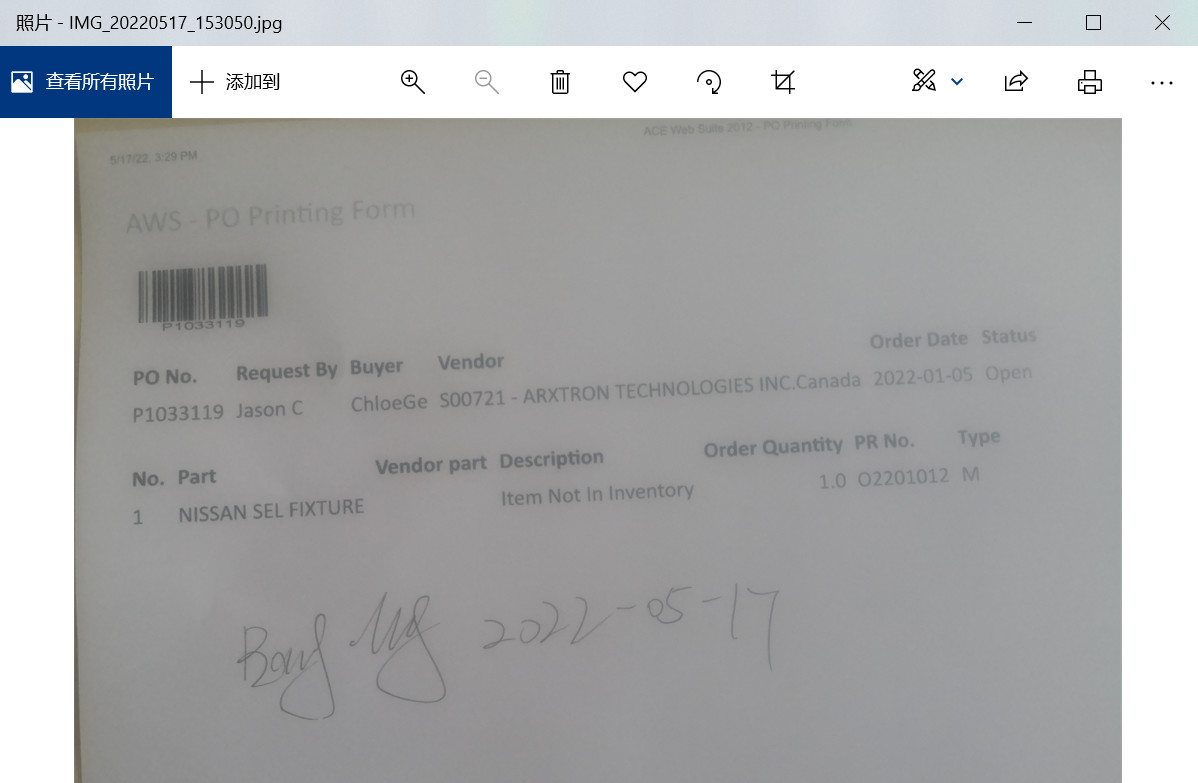 照片 - IMG_20220517_153050.jpg
查看所有照片 添加到
ACE Web Suite 2012 - PO Printing Form
5/17/22, 3:29 PM
AWS - PO Printing Form
P1033119
PO No. Request By Buyer Vendor Order Date Status
P1033119 Jason C ChloeGe S00721 - ARXTRON TECHNOLOGIES INC.Canada 2022-01-05 Open
No. Part Vendor part Description Order Quantity PR No. Type
1 NISSAN SEL FIXTURE Item Not In Inventory 1.0 O2201012 M
2022-05-17